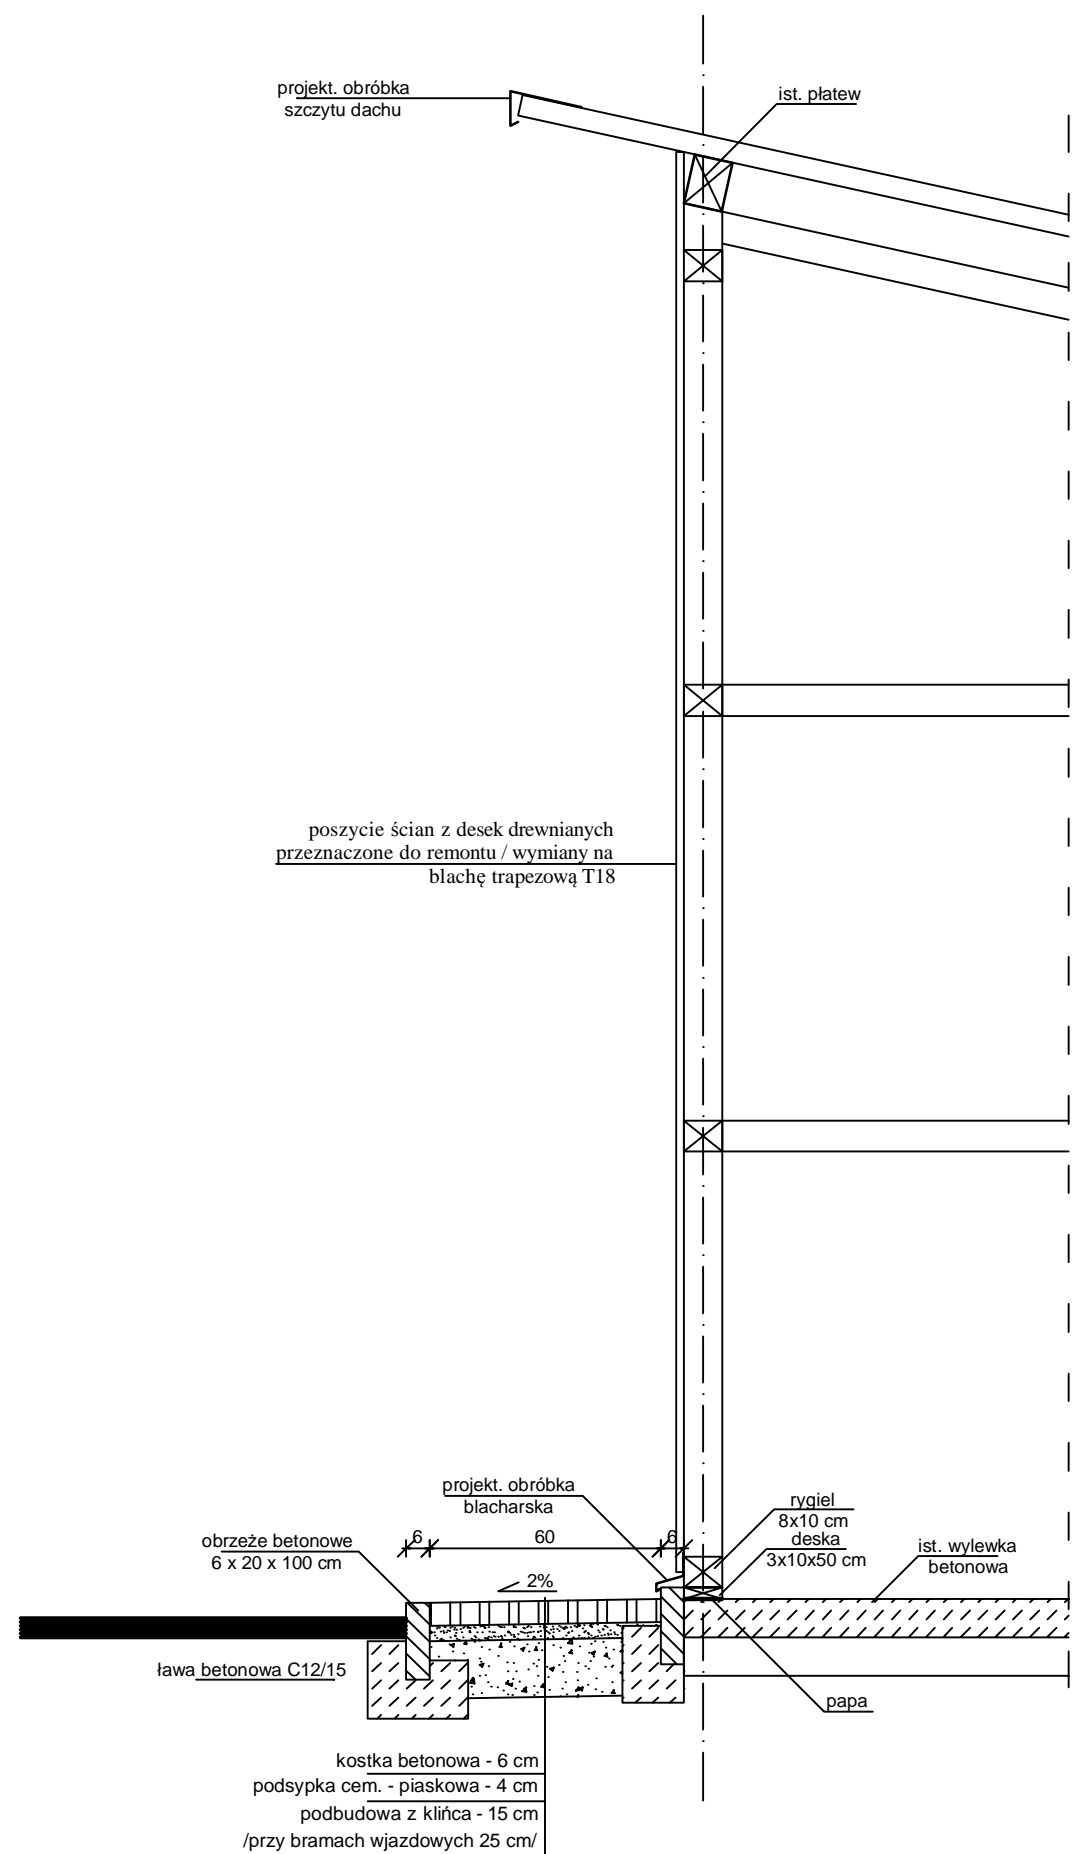 projekt. obróbka
szczytu dachu
ist. płatew
poszycie ścian z desek drewnianych
przeznaczone do remontu / wymiany na
blachę trapezową T18
projekt. obróbka
blacharska
rygiel
8x10 cm
deska
3x10x50 cm
ist. wylewka
betonowa
obrzeże betonowe
6 x 20 x 100 cm
6
60
6
2%
ława betonowa C12/15
papa
kostka betonowa - 6 cm
podsypka cem. - piaskowa - 4 cm
podbudowa z klińca - 15 cm
/przy bramach wjazdowych 25 cm/